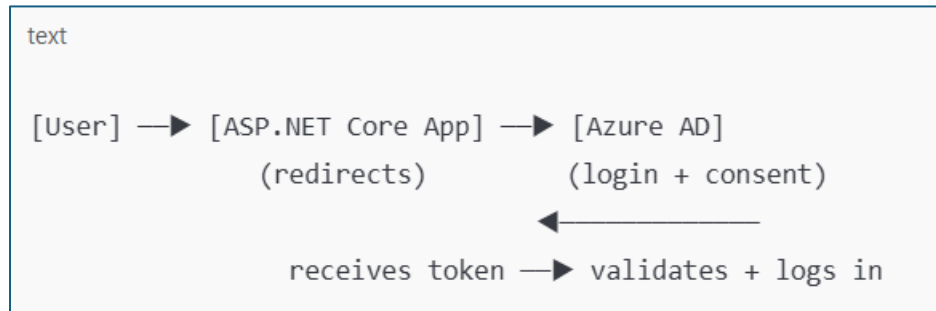 text
[User] ──▶ [ASP.NET Core App] ──▶ [Azure AD]
(redirects) (login + consent)
◀─────────────
receives token ──▶ validates + logs in